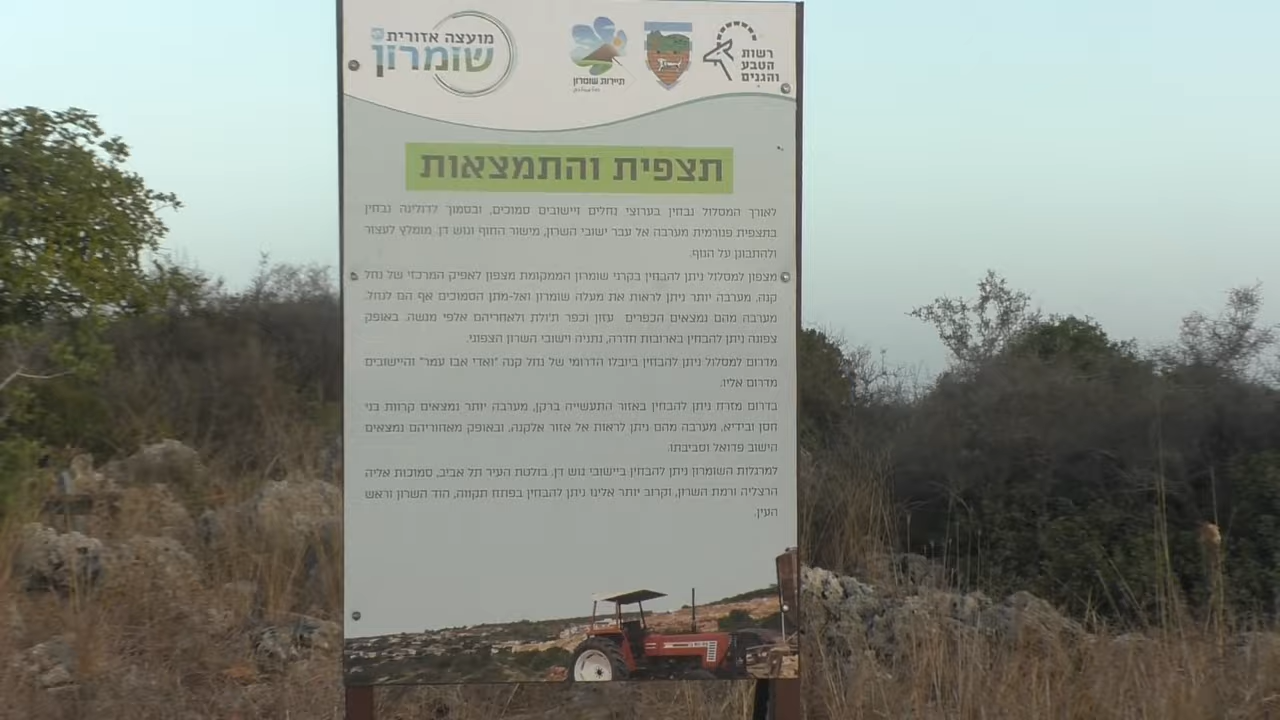 מועצה אזורית
שומרון
תיירות שומרון
רשות
הטבע
והגנים
תצפית והתמצאות
לאורך המסלול נבחין בערוצי נחלים ויישובים סמוכים, ובסמוך לדולינה נבחין
בתצפית פנורמית מערבה אל עבר ישובי השרון, מישור החוף וגוש דן. מומלץ לעצור
ולהתבונן על הנוף.
מצפון למסלול ניתן להבחין בקרני שומרון הממוקמת מצפון לאפיק המרכזי של נחל
קנה. מערבה יותר ניתן לראות את מעלה שומרון ואל-מתן הסמוכים אף הם לנחל.
מערבה מהם נמצאים הכפרים עזון וכפר ת'ולת ולאחריהם אלפי מנשה. באופק
צפונה ניתן להבחין בארובות חדרה, נתניה וישובי השרון הצפוני.
מדרום למסלול ניתן להבחין ביובלו הדרומי של נחל קנה "ואדי אבו עמר" והיישובים
מדרום אליו.
בדרום מזרח ניתן להבחין באזור התעשייה ברקן, מערבה יותר נמצאים קרוות בני
חסן ובידיא. מערבה מהם ניתן לראות אל אזור אלקנה, ובאופק מאחוריהם נמצאים
הישוב פדואל וסביבתו.
למרגלות השומרון ניתן להבחין ביישובי גוש דן. בולטת העיר תל אביב, סמוכות אליה
הרצליה ורמת השרון, וקרוב יותר אלינו ניתן להבחין בפתח תקווה, הוד השרון וראש
העין.